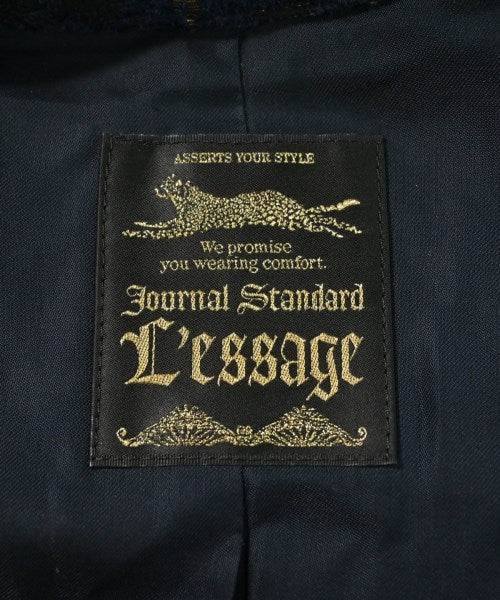 ASSERTS YOUR STYLE
We promise
you wearing comfort.
Journal Standard
L'essage